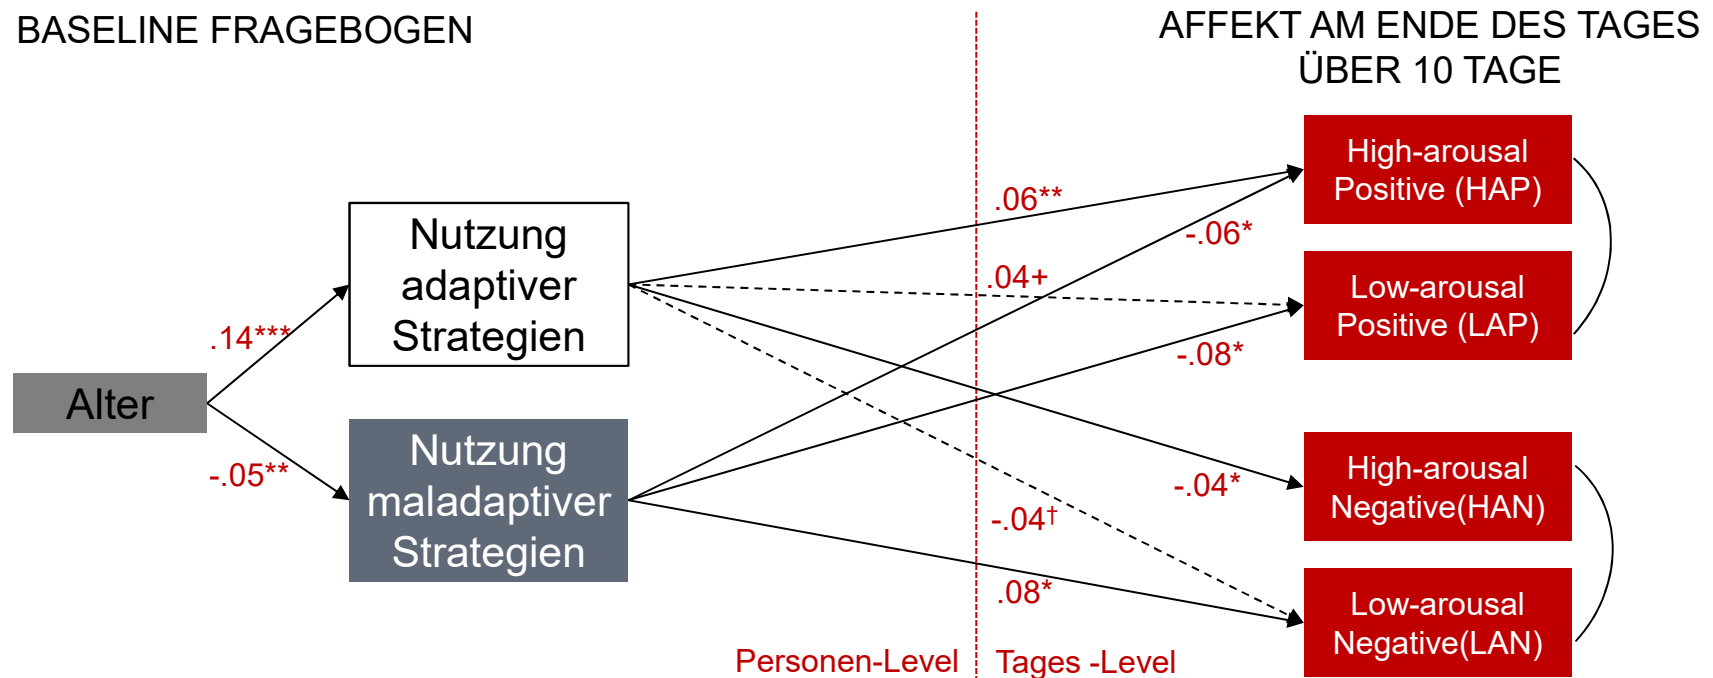 BASELINE FRAGEBOGEN
AFFEKT AM ENDE DES TAGES
ÜBER 10 TAGE
Alter
.14***
-.05**
Nutzung
adaptiver
Strategien
Nutzung
maladaptiver
Strategien
.06**
-.06*
.04+
-.08*
-.04*
-.04†
.08*
High-arousal
Positive (HAP)
Low-arousal
Positive (LAP)
High-arousal
Negative(HAN)
Low-arousal
Negative(LAN)
Personen-Level
Tages -Level